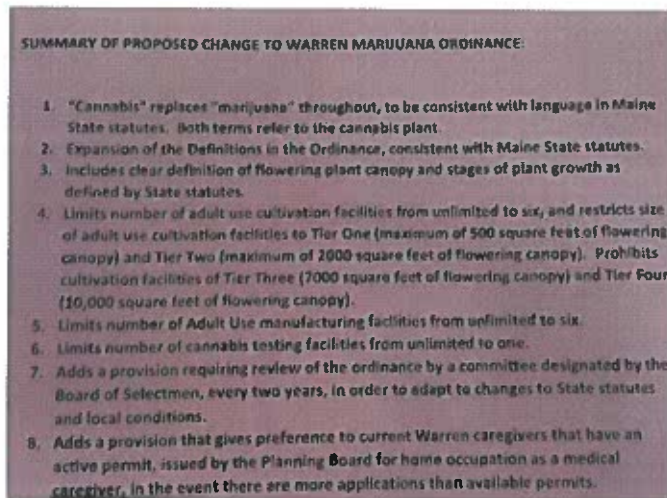 SUMMARY OF PROPOSED CHANGE TO WARREN MARIJUANA ORDINANCE:
1. "Cannabis" replaces "marijuana" throughout, to be consistent with language in Maine
State statutes. Both terms refer to the cannabis plant.
2. Expansion of the Definitions in the Ordinance, consistent with Maine State statutes.
3. Includes clear definition of flowering plant canopy and stages of plant growth as
defined by State statutes.
4. Limits number of adult use cultivation facilities from unlimited to six, and restricts size
of adult use cultivation facilities to Tier One (maximum of 500 square feet of flowering
canopy) and Tier Two (maximum of 2000 square feet of flowering canopy). Prohibits
cultivation facilities of Tier Three (7000 square feet of flowering canopy) and Tier Four
(10,000 square feet of flowering canopy).
5. Limits number of Adult Use manufacturing facilities from unlimited to six.
6. Limits number of cannabis testing facilities from unlimited to one.
7. Adds a provision requiring review of the ordinance by a committee designated by the
Board of Selectmen, every two years, in order to adapt to changes to State statutes
and local conditions.
8. Adds a provision that gives preference to current Warren caregivers that have an
active permit, issued by the Planning Board for home occupation as a medical
caregiver, in the event there are more applications than available permits.